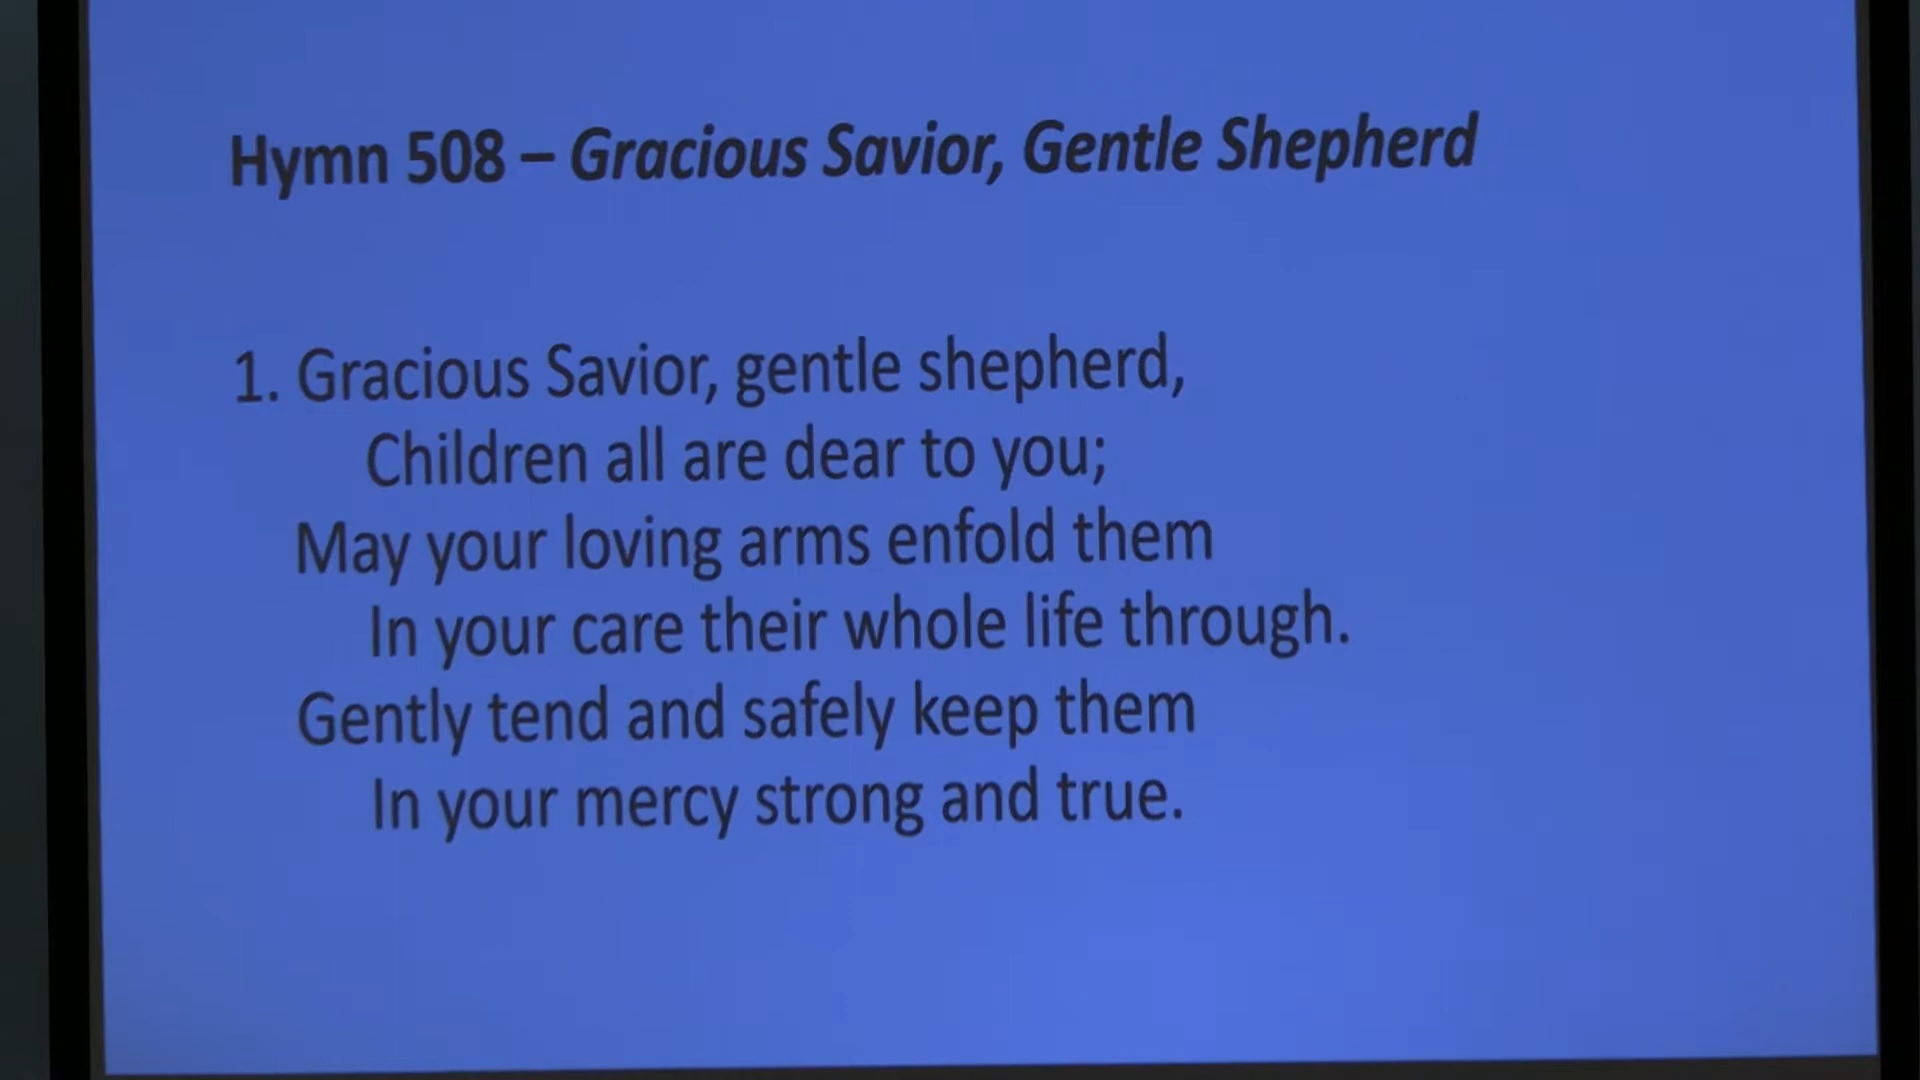 Hymn 508 – Gracious Savior, Gentle Shepherd
1. Gracious Savior, gentle shepherd,
Children all are dear to you;
May your loving arms enfold them
In your care their whole life through.
Gently tend and safely keep them
In your mercy strong and true.